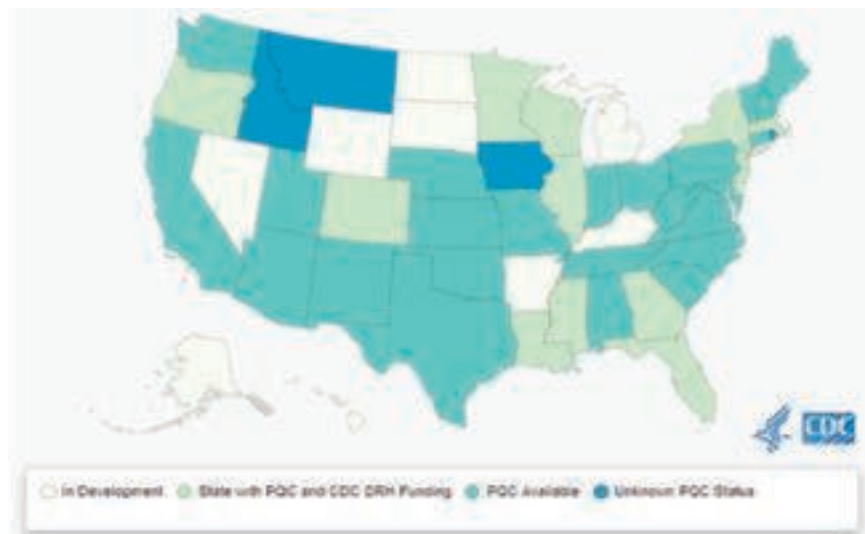 CDC
In Development State with PQC and CDC DRH Funding PQC Available Unknown PQC Status